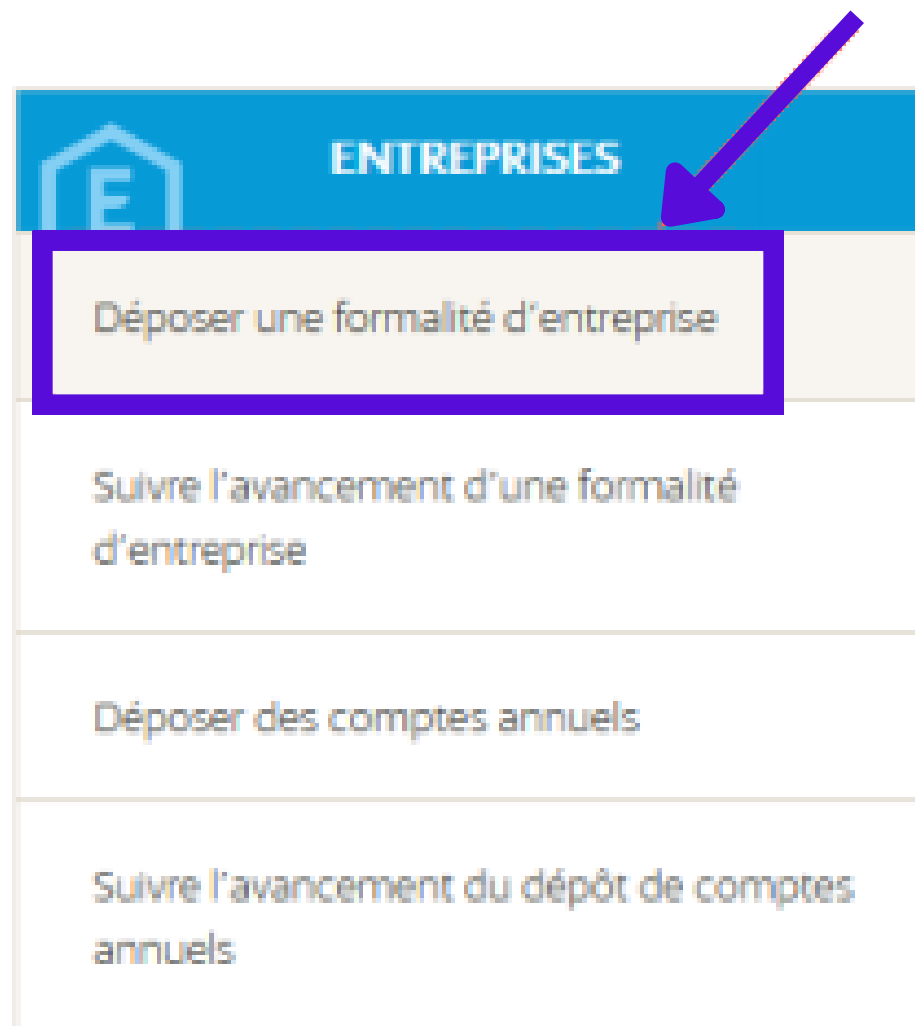 E
ENTREPRISES
Déposer une formalité d'entreprise
Suivre l'avancement d'une formalité
d'entreprise
Déposer des comptes annuels
Suivre l'avancement du dépôt de comptes
annuels